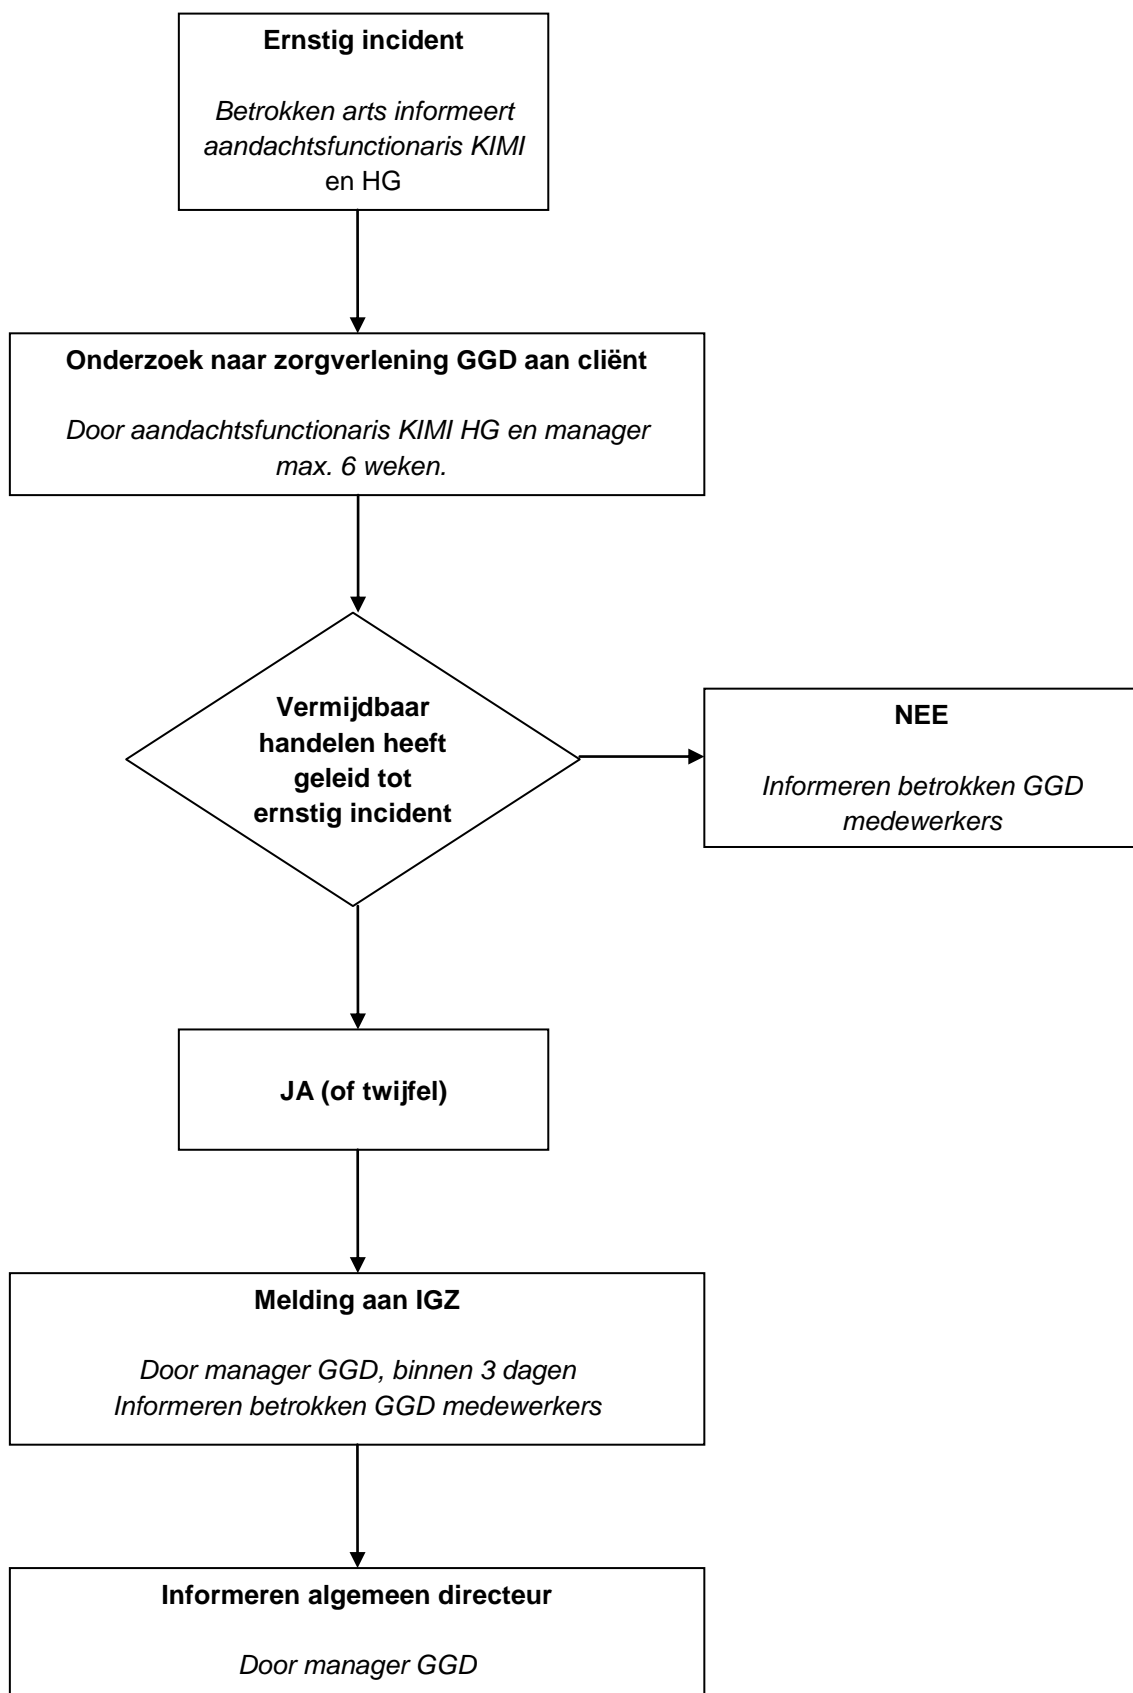 Ernstig incident
Betrokken arts informeert
aandachtsfunctionaris KIMI
en HG
Onderzoek naar zorgverlening GGD aan cliënt
Door aandachtsfunctionaris KIMI HG en manager
max. 6 weken.
Vermijdbaar
handelen heeft
geleid tot
ernstig incident
NEE
Informeren betrokken GGD
medewerkers
JA (of twijfel)
Melding aan IGZ
Door manager GGD, binnen 3 dagen
Informeren betrokken GGD medewerkers
Informeren algemeen directeur
Door manager GGD